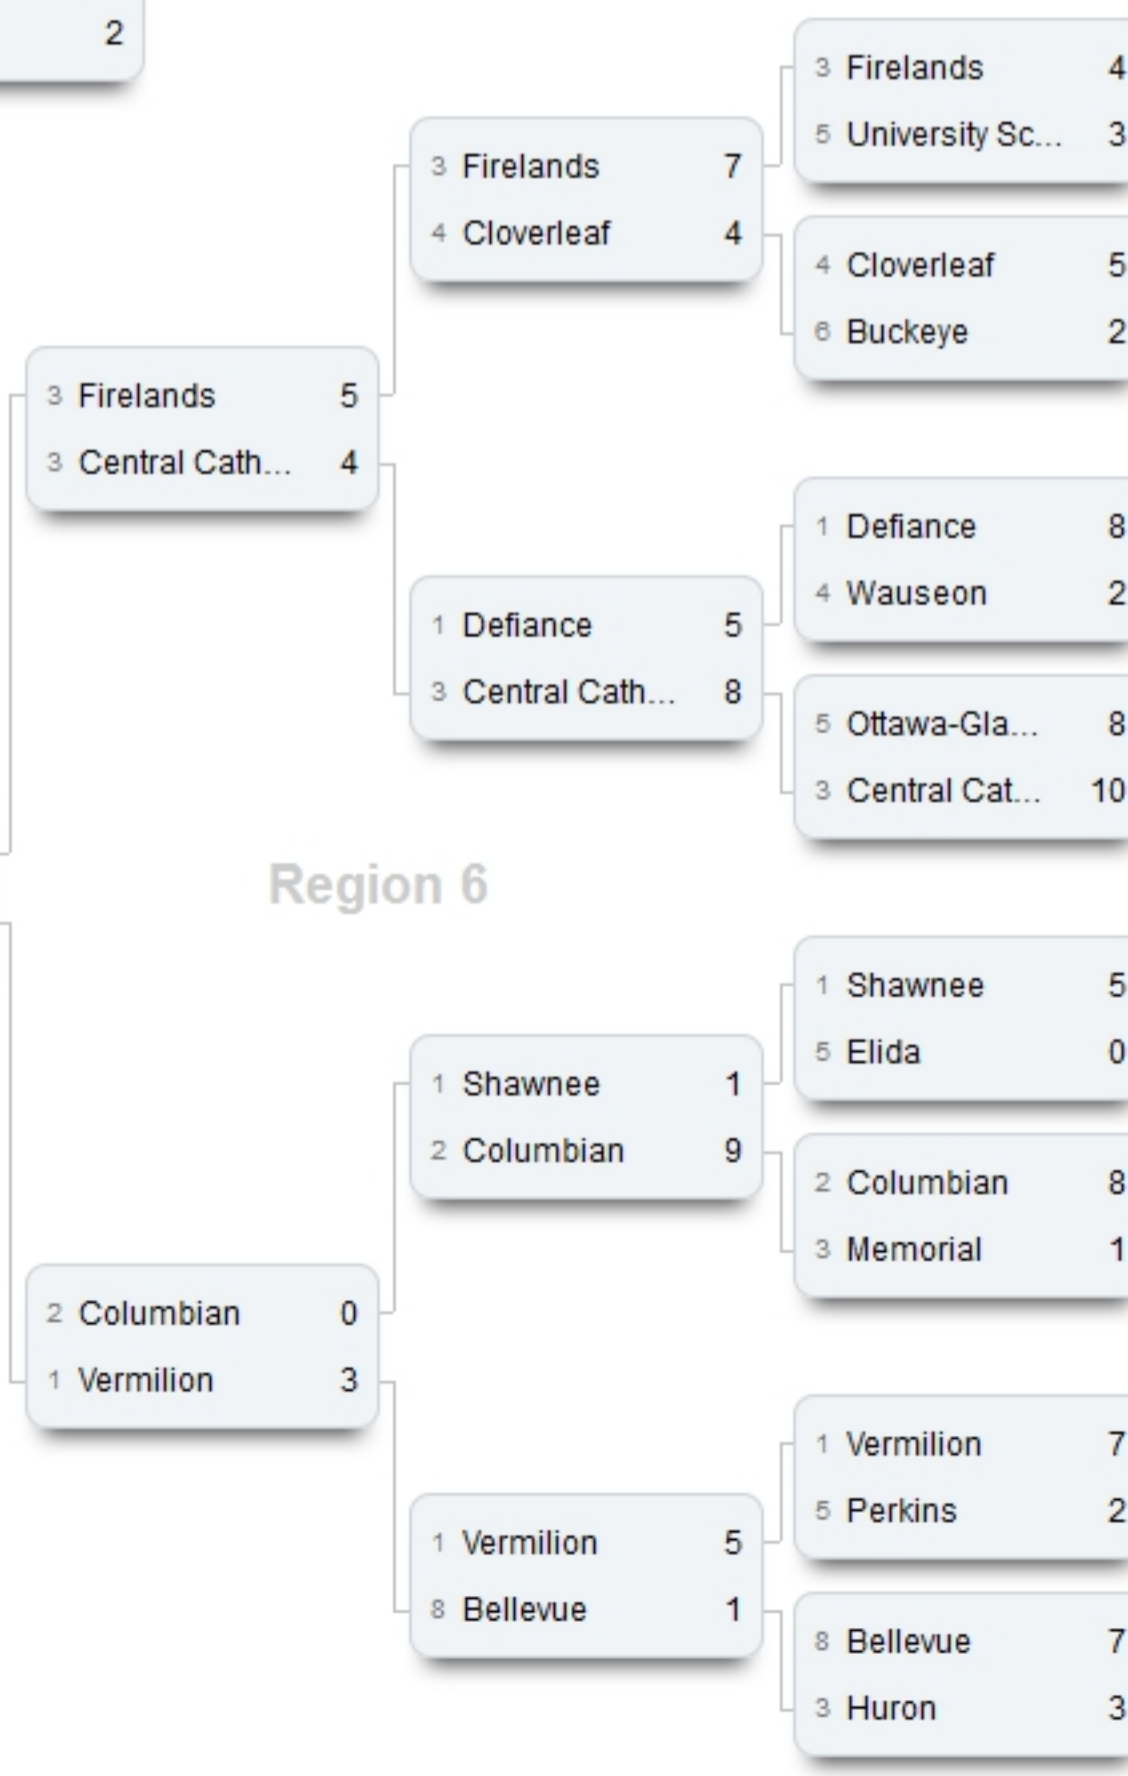 2
3 Firelands 4
5 University Sc... 3
3 Firelands 7
4 Cloverleaf 4
4 Cloverleaf 5
6 Buckeye 2
3 Firelands 5
3 Central Cath... 4
1 Defiance 8
4 Wauseon 2
1 Defiance 5
3 Central Cath... 8
5 Ottawa-Gla... 8
3 Central Cat... 10
Region 6
1 Shawnee 5
5 Elida 0
1 Shawnee 1
2 Columbian 9
2 Columbian 8
3 Memorial 1
2 Columbian 0
1 Vermilion 3
1 Vermilion 7
5 Perkins 2
1 Vermilion 5
8 Bellevue 1
8 Bellevue 7
3 Huron 3